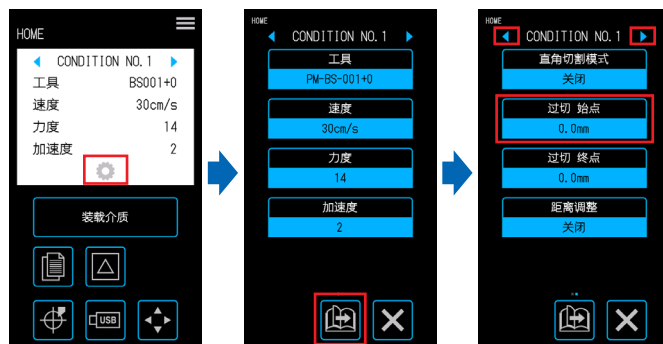 HOME
CONDITION NO. 1
工具 BS001+0
速度 30cm/s
力度 14
加速度 2
装载介质
USB
HOME
CONDITION NO. 1
工具
PM-BS-001+0
速度
30cm/s
力度
14
加速度
2
HOME
CONDITION NO. 1
直角切割模式
关闭
过切 始点
0.0mm
过切 终点
0.0mm
距离调整
关闭